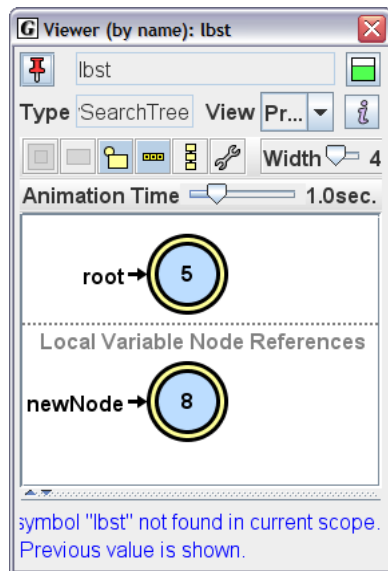 G Viewer (by name): lbst
lbst
Type SearchTree View Pr... i
Width 4
Animation Time 1.0sec.
root 5
Local Variable Node References
newNode 8
symbol "lbst" not found in current scope.
Previous value is shown.